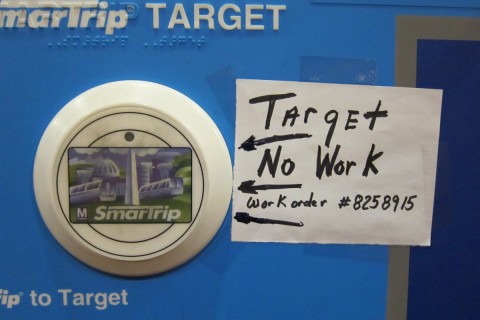 SmarTrip TARGET
TArgEt
No Work
work order #8258915
M SmarTrip
Trip to Target